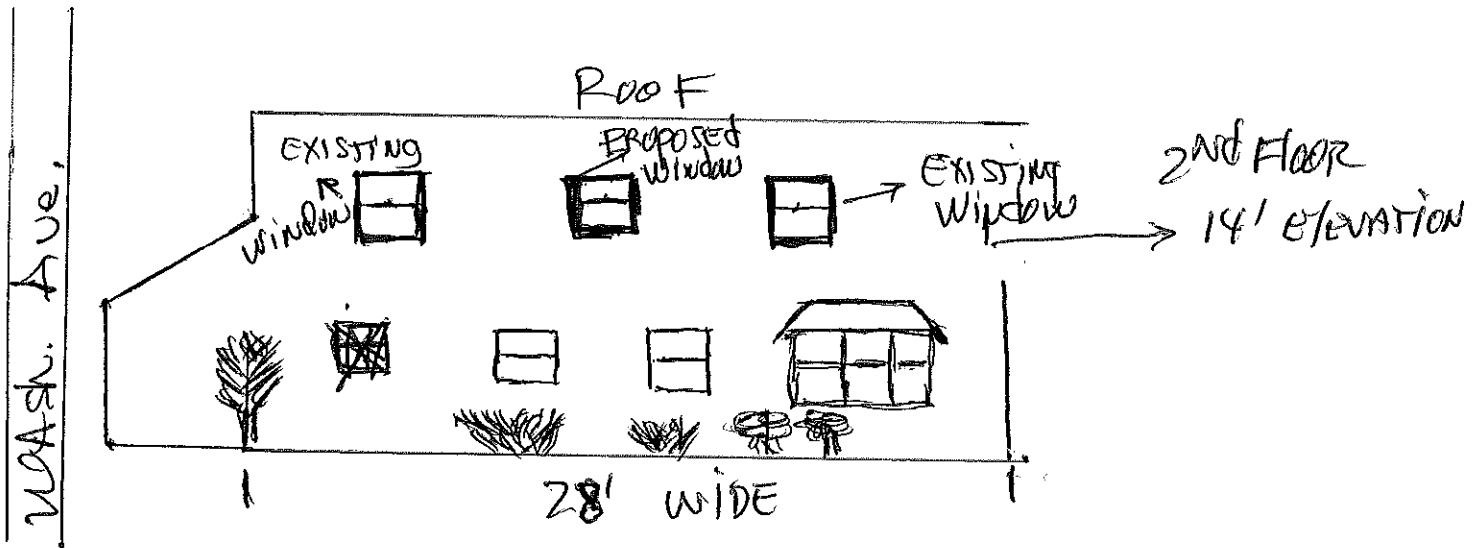 WASH. AVE.
ROOF
EXISTING
WINDOW
PROPOSED
WINDOW
EXISTING
WINDOW
2Nd FlOOR
14' ElEVATION
28' WIDE